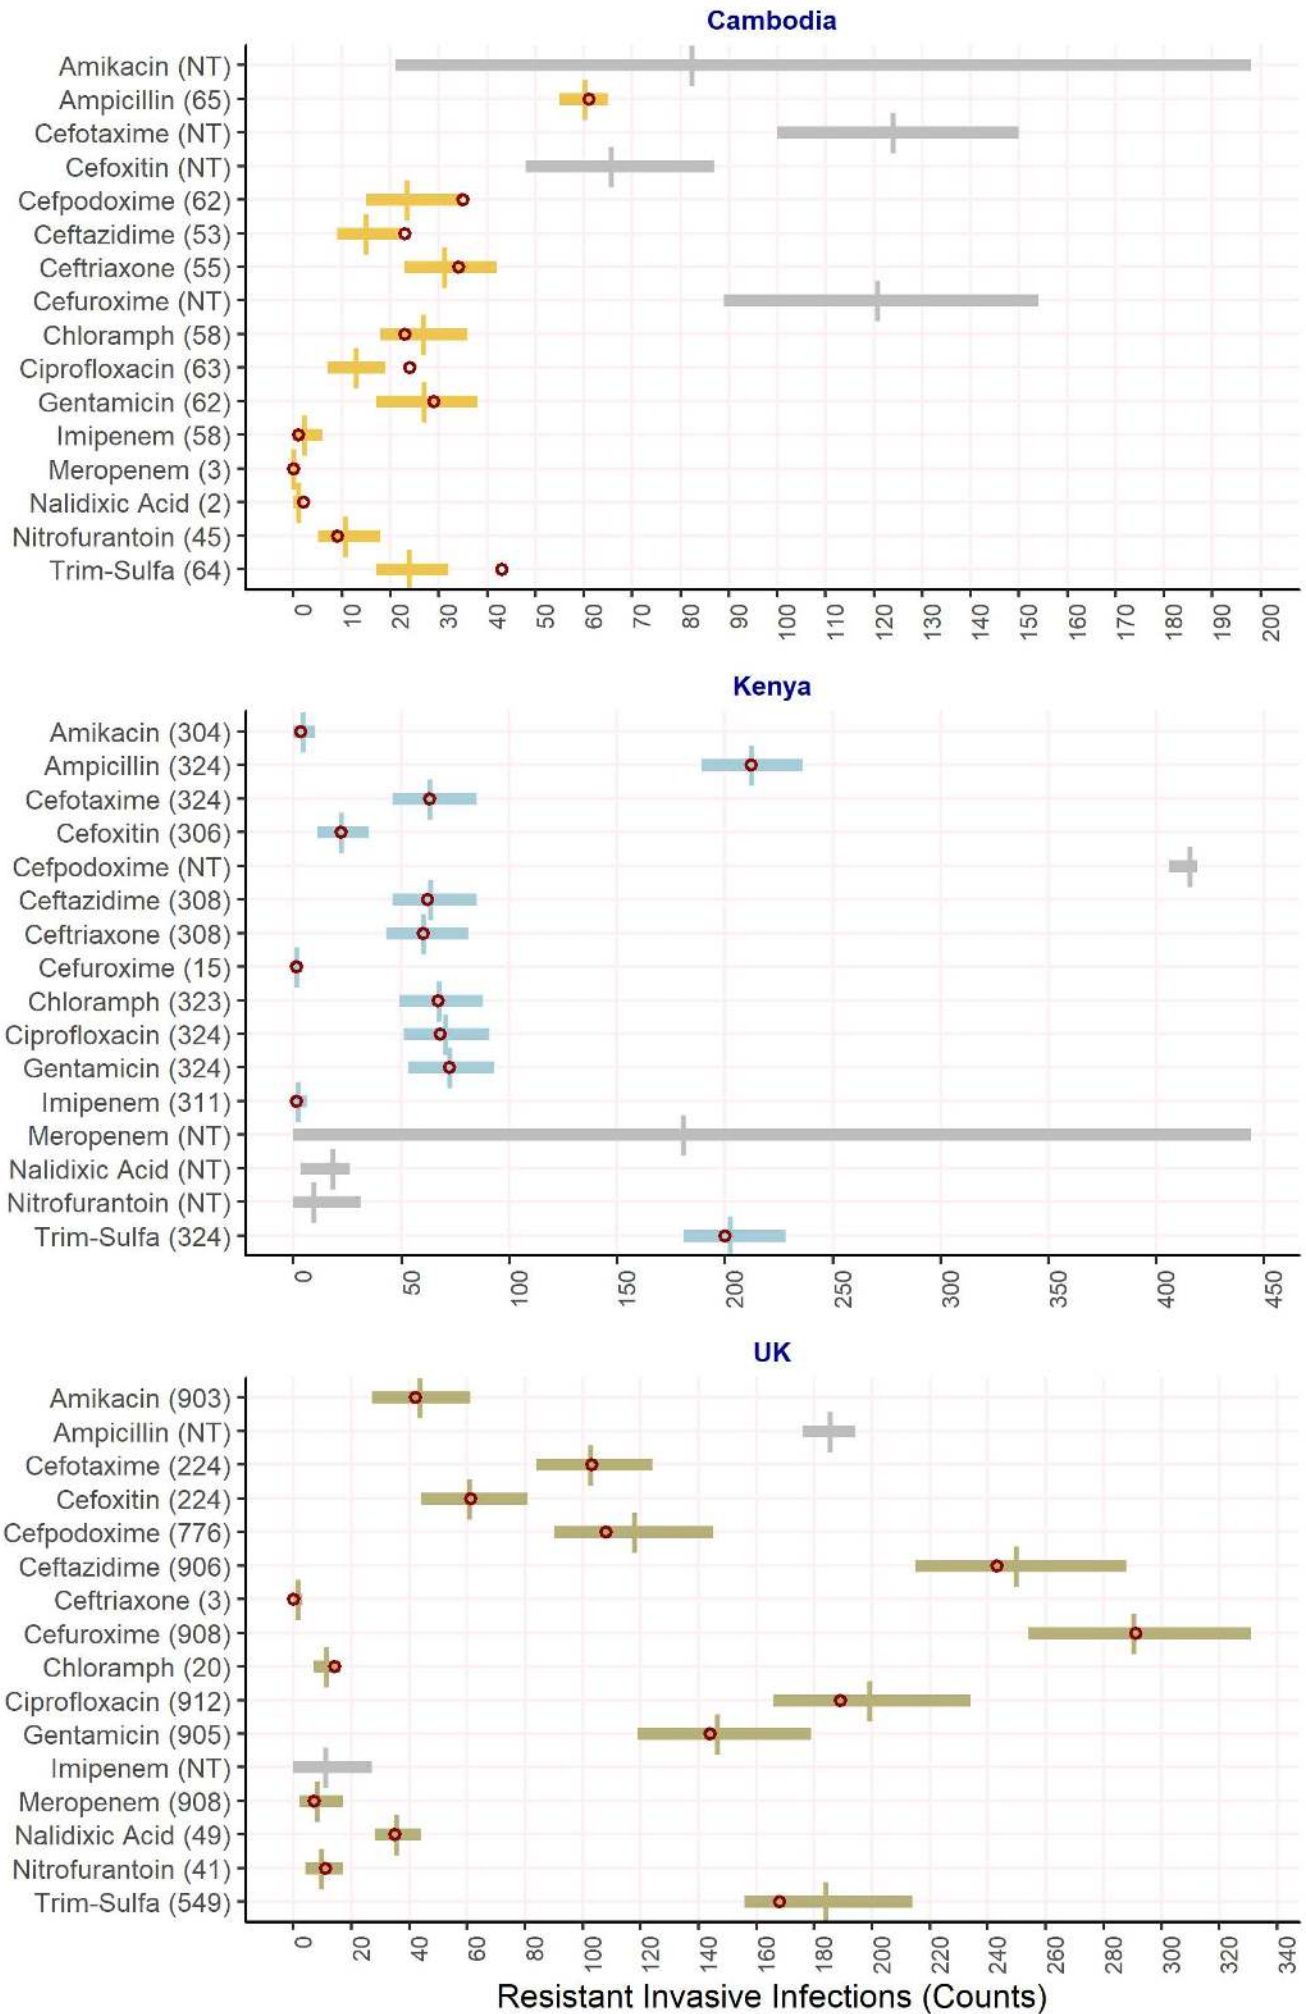 Cambodia
Amikacin (NT)
Ampicillin (65)
Cefotaxime (NT)
Cefoxitin (NT)
Cefpodoxime (62)
Ceftazidime (53)
Ceftriaxone (55)
Cefuroxime (NT)
Chloramph (58)
Ciprofloxacin (63)
Gentamicin (62)
Imipenem (58)
Meropenem (3)
Nalidixic Acid (2)
Nitrofurantoin (45)
Trim-Sulfa (64)
0 10 20 30 40 50 60 70 80 90 100 110 120 130 140 150 160 170 180 190 200
Kenya
Amikacin (304)
Ampicillin (324)
Cefotaxime (324)
Cefoxitin (306)
Cefpodoxime (NT)
Ceftazidime (308)
Ceftriaxone (308)
Cefuroxime (15)
Chloramph (323)
Ciprofloxacin (324)
Gentamicin (324)
Imipenem (311)
Meropenem (NT)
Nalidixic Acid (NT)
Nitrofurantoin (NT)
Trim-Sulfa (324)
0 50 100 150 200 250 300 350 400 450
UK
Amikacin (903)
Ampicillin (NT)
Cefotaxime (224)
Cefoxitin (224)
Cefpodoxime (776)
Ceftazidime (906)
Ceftriaxone (3)
Cefuroxime (908)
Chloramph (20)
Ciprofloxacin (912)
Gentamicin (905)
Imipenem (NT)
Meropenem (908)
Nalidixic Acid (49)
Nitrofurantoin (41)
Trim-Sulfa (549)
0 20 40 60 80 100 120 140 160 180 200 220 240 260 280 300 320 340
Resistant Invasive Infections (Counts)